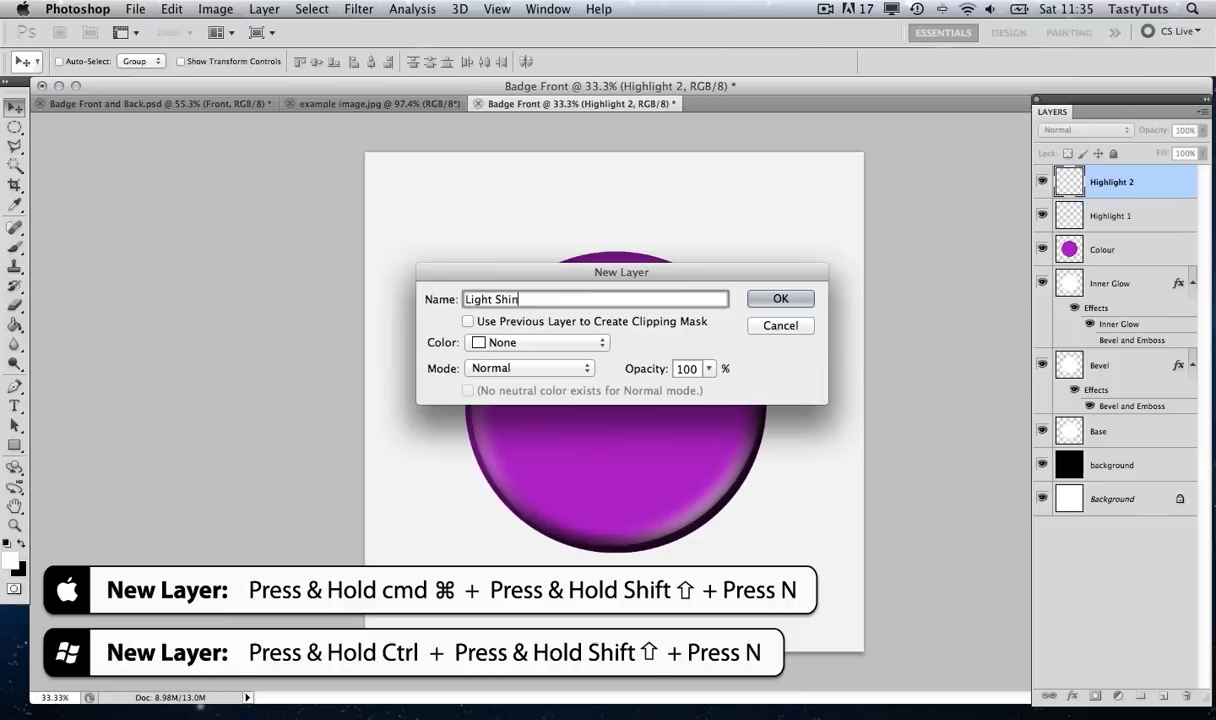 Photoshop File Edit Image Layer Select Filter Analysis 3D View Window Help 17 Sat 11:35 TastyTuts
Ps Br Mb 100% ESSENTIALS DESIGN PAINTING CS Live
Auto-Select: Group Show Transform Controls
Badge Front @ 33.3% (Highlight 2, RGB/8) *
Badge Front and Back.psd @ 55.3% (Front, RGB/8) * example image.jpg @ 97.4% (RGB/8*) Badge Front @ 33.3% (Highlight 2, RGB/8) *
LAYERS
Normal Opacity: 100%
Lock: Fill: 100%
Highlight 2
Highlight 1
Colour
Inner Glow fx
Effects
Inner Glow
Bevel and Emboss
Bevel fx
Effects
Bevel and Emboss
Base
background
Background
New Layer
Name: Light Shin OK
Use Previous Layer to Create Clipping Mask Cancel
Color: None
Mode: Normal Opacity: 100 %
(No neutral color exists for Normal mode.)
New Layer: Press & Hold cmd ⌘ + Press & Hold Shift ⇧ + Press N
New Layer: Press & Hold Ctrl + Press & Hold Shift ⇧ + Press N
33.33% Doc: 8.98M/13.0M